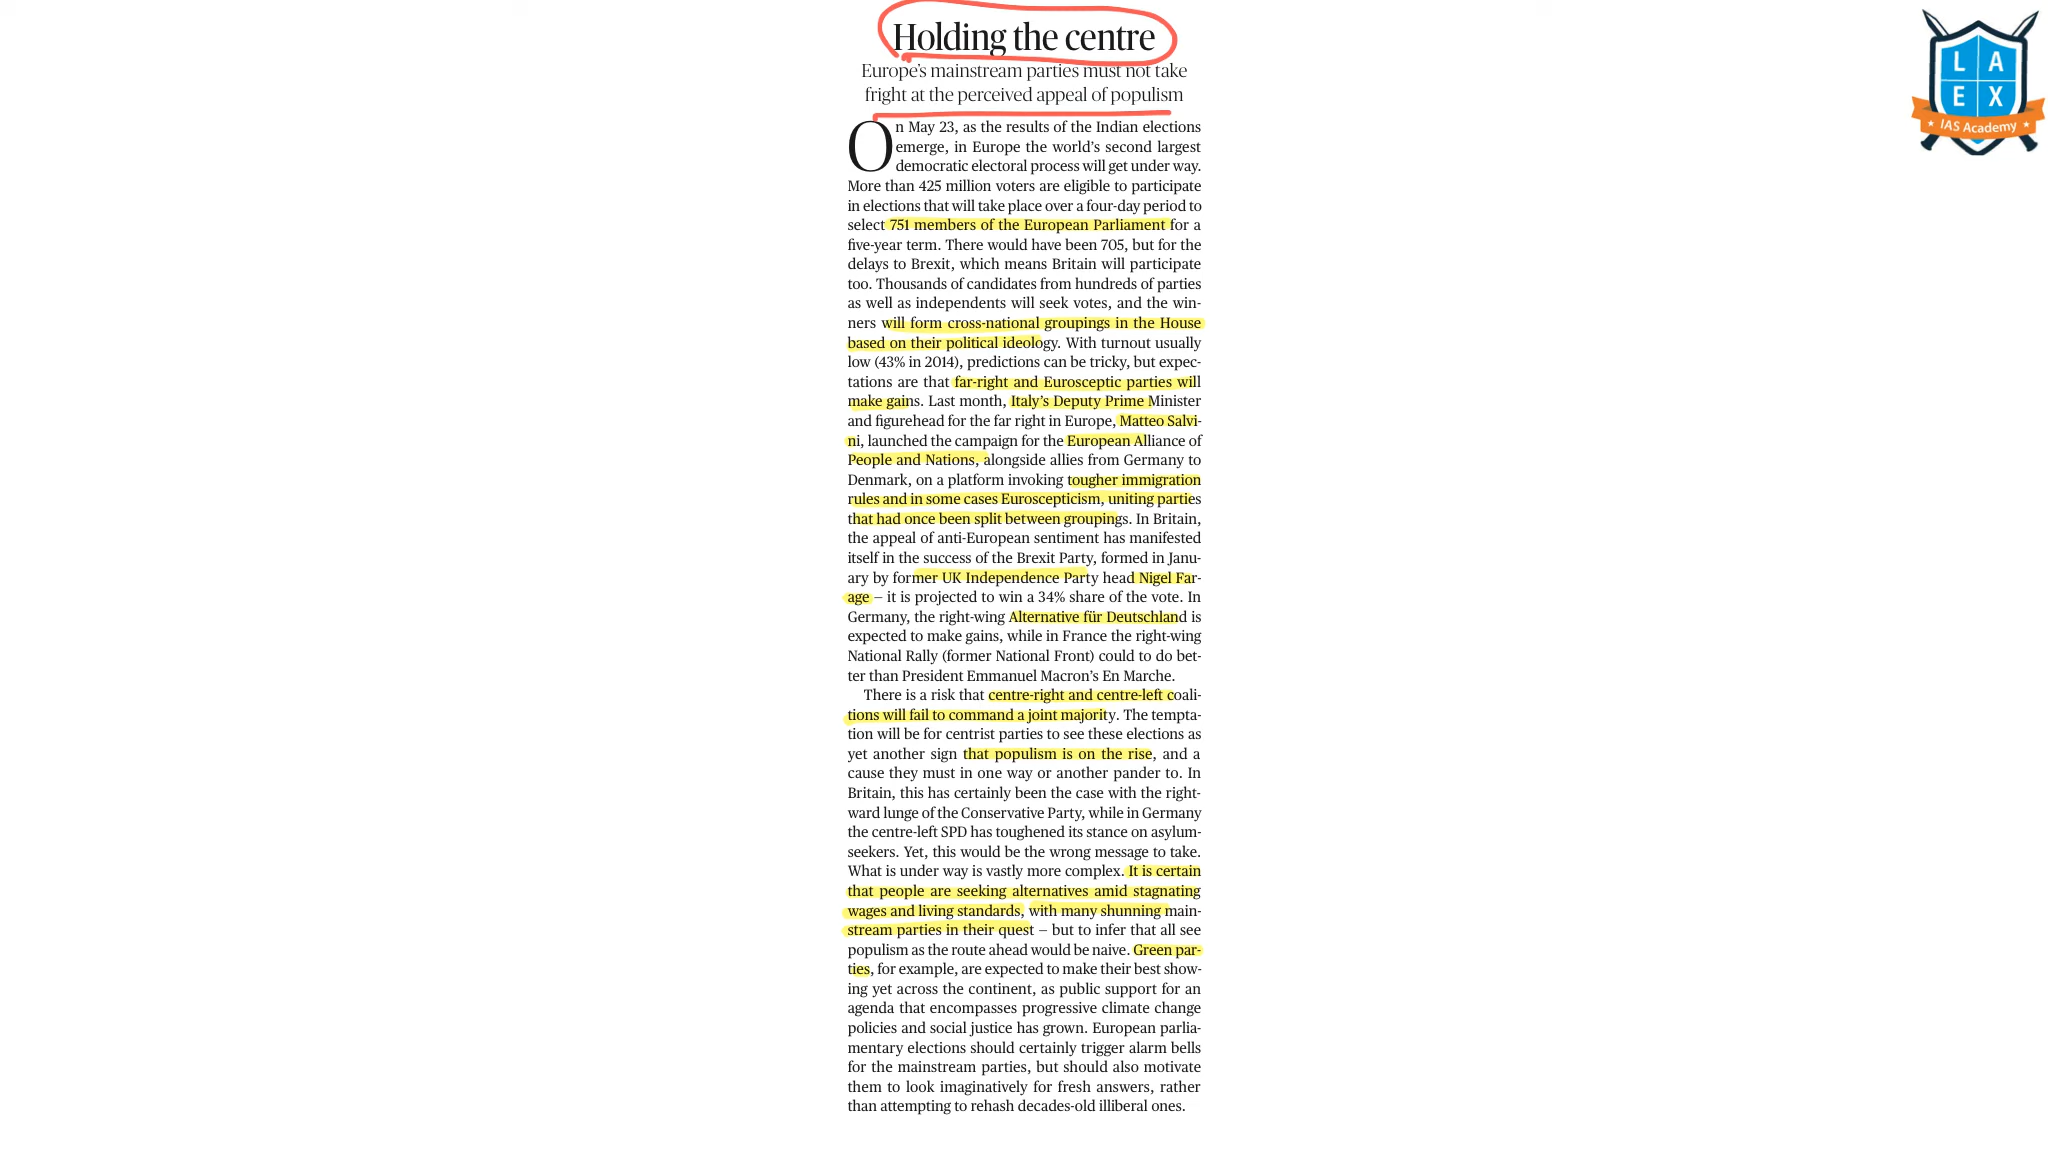 Holding the centre
Europe's mainstream parties must not take
fright at the perceived appeal of populism
On May 23, as the results of the Indian elections
emerge, in Europe the world's second largest
democratic electoral process will get under way.
More than 425 million voters are eligible to participate
in elections that will take place over a four-day period to
select 751 members of the European Parliament for a
five-year term. There would have been 705, but for the
delays to Brexit, which means Britain will participate
too. Thousands of candidates from hundreds of parties
as well as independents will seek votes, and the win-
ners will form cross-national groupings in the House
based on their political ideology. With turnout usually
low (43% in 2014), predictions can be tricky, but expec-
tations are that far-right and Eurosceptic parties will
make gains. Last month, Italy's Deputy Prime Minister
and figurehead for the far right in Europe, Matteo Salvi-
ni, launched the campaign for the European Alliance of
People and Nations, alongside allies from Germany to
Denmark, on a platform invoking tougher immigration
rules and in some cases Euroscepticism, uniting parties
that had once been split between groupings. In Britain,
the appeal of anti-European sentiment has manifested
itself in the success of the Brexit Party, formed in Janu-
ary by former UK Independence Party head Nigel Far-
age – it is projected to win a 34% share of the vote. In
Germany, the right-wing Alternative für Deutschland is
expected to make gains, while in France the right-wing
National Rally (former National Front) could to do bet-
ter than President Emmanuel Macron's En Marche.
There is a risk that centre-right and centre-left coali-
tions will fail to command a joint majority. The tempta-
tion will be for centrist parties to see these elections as
yet another sign that populism is on the rise, and a
cause they must in one way or another pander to. In
Britain, this has certainly been the case with the right-
ward lunge of the Conservative Party, while in Germany
the centre-left SPD has toughened its stance on asylum-
seekers. Yet, this would be the wrong message to take.
What is under way is vastly more complex. It is certain
that people are seeking alternatives amid stagnating
wages and living standards, with many shunning main-
stream parties in their quest – but to infer that all see
populism as the route ahead would be naive. Green par-
ties, for example, are expected to make their best show-
ing yet across the continent, as public support for an
agenda that encompasses progressive climate change
policies and social justice has grown. European parlia-
mentary elections should certainly trigger alarm bells
for the mainstream parties, but should also motivate
them to look imaginatively for fresh answers, rather
than attempting to rehash decades-old illiberal ones.
L A
E X
IAS Academy